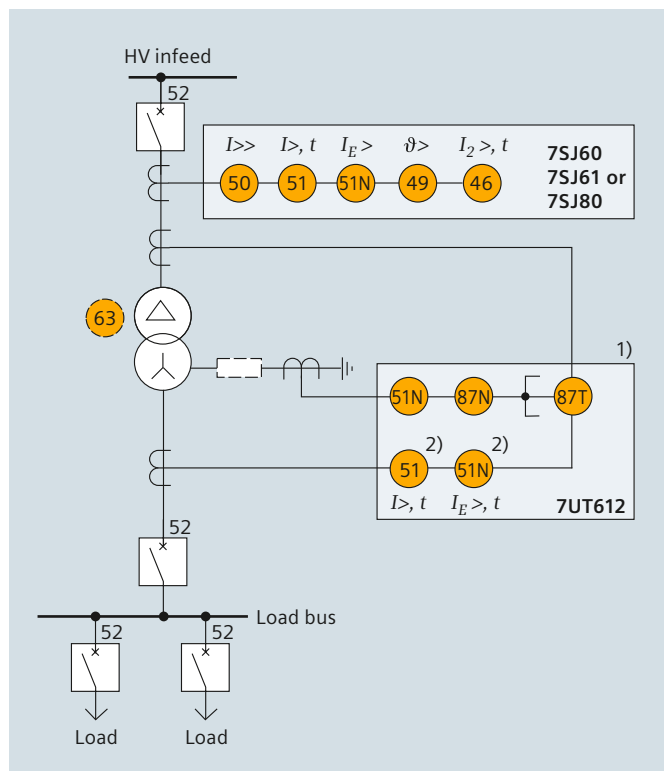 HV infeed
52
I>> I>, t I_E > ϑ> I_2 >, t
50 51 51N 49 46
7SJ60
7SJ61 or
7SJ80
63
1)
51N 87N 87T
2) 2)
51 51N
I>, t I_E >, t
7UT612
52
Load bus
52 52
Load Load